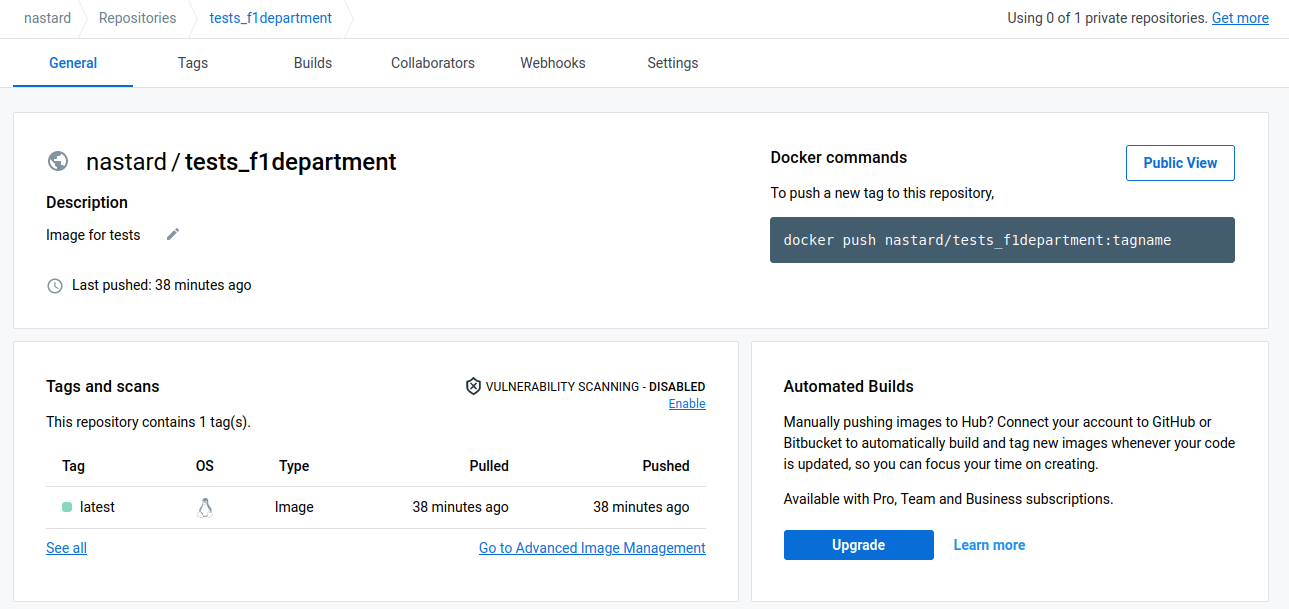 nastard
Repositories
tests_f1department
Using 0 of 1 private repositories. Get more
General
Tags
Builds
Collaborators
Webhooks
Settings
nastard / tests_f1department
Description
Image for tests
Last pushed: 38 minutes ago
Docker commands
Public View
To push a new tag to this repository,
docker push nastard/tests_f1department:tagname
Tags and scans
VULNERABILITY SCANNING - DISABLED
Enable
This repository contains 1 tag(s).
Tag OS Type Pulled Pushed
latest Image 38 minutes ago 38 minutes ago
See all
Go to Advanced Image Management
Automated Builds
Manually pushing images to Hub? Connect your account to GitHub or
Bitbucket to automatically build and tag new images whenever your code
is updated, so you can focus your time on creating.
Available with Pro, Team and Business subscriptions.
Upgrade
Learn more